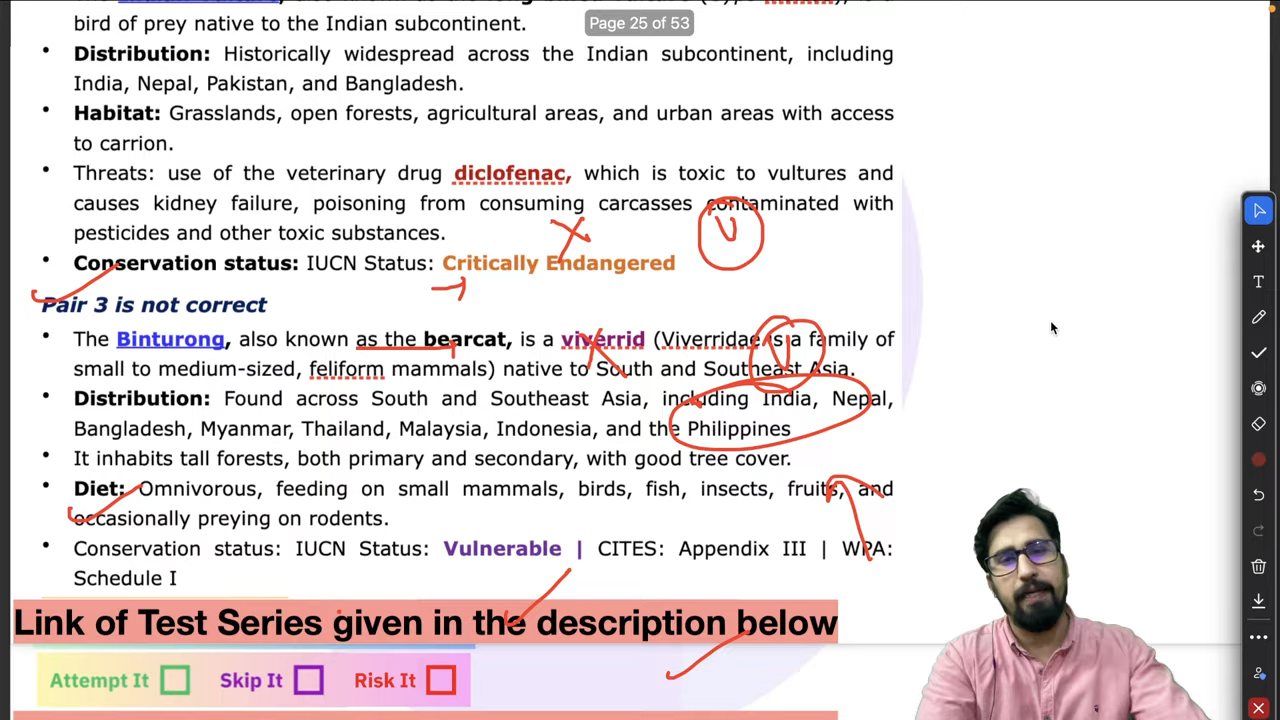 Page 25 of 53
bird of prey native to the Indian subcontinent.
• Distribution: Historically widespread across the Indian subcontinent, including
India, Nepal, Pakistan, and Bangladesh.
• Habitat: Grasslands, open forests, agricultural areas, and urban areas with access
to carrion.
• Threats: use of the veterinary drug diclofenac, which is toxic to vultures and
causes kidney failure, poisoning from consuming carcasses contaminated with
pesticides and other toxic substances.
V
• Conservation status: IUCN Status: Critically Endangered
Pair 3 is not correct
• The Binturong, also known as the bearcat, is a viverrid (Viverridae is a family of
V
small to medium-sized, feliform mammals) native to South and Southeast Asia.
• Distribution: Found across South and Southeast Asia, including India, Nepal,
Bangladesh, Myanmar, Thailand, Malaysia, Indonesia, and the Philippines
• It inhabits tall forests, both primary and secondary, with good tree cover.
• Diet: Omnivorous, feeding on small mammals, birds, fish, insects, fruits, and
occasionally preying on rodents.
• Conservation status: IUCN Status: Vulnerable | CITES: Appendix III | WPA:
Schedule I
Link of Test Series given in the description below
Attempt It Skip It Risk It